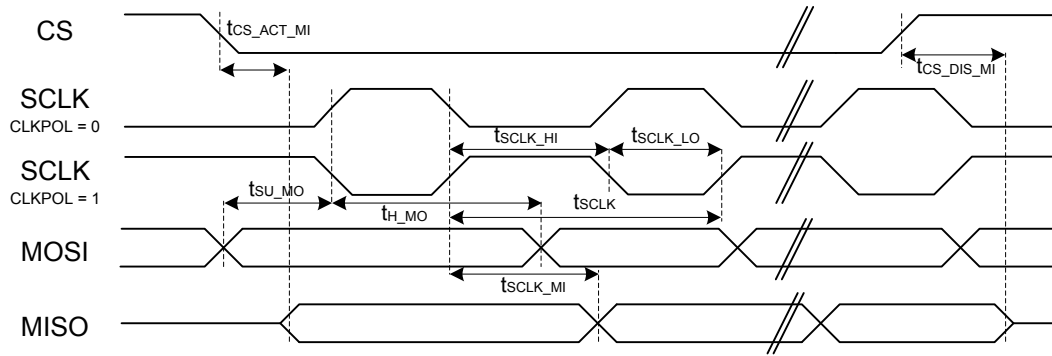 CS
tCS_ACT_MI
tCS_DIS_MI
SCLK
CLKPOL = 0
tSCLK_HI
tSCLK_LO
SCLK
CLKPOL = 1
tSU_MO
tH_MO
tSCLK
MOSI
tSCLK_MI
MISO